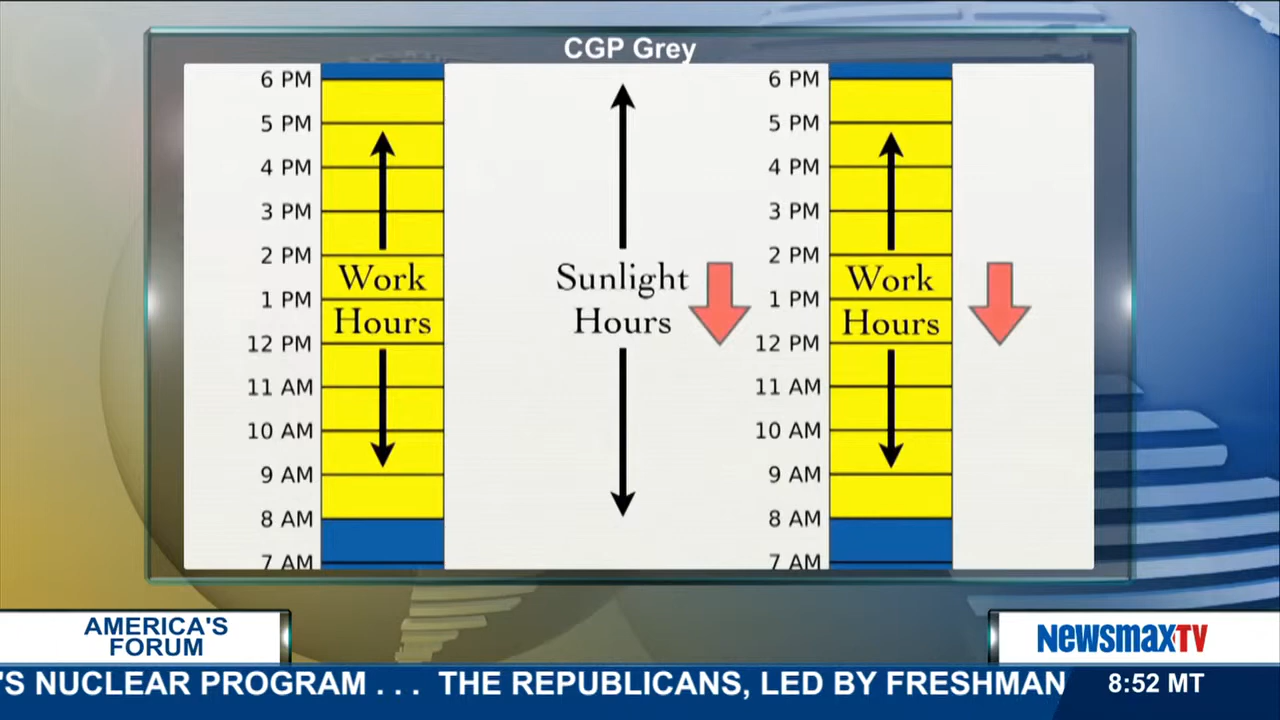 CGP Grey
6 PM
5 PM
4 PM
3 PM
2 PM
1 PM
12 PM
11 AM
10 AM
9 AM
8 AM
7 AM
Work
Hours
Sunlight
Hours
6 PM
5 PM
4 PM
3 PM
2 PM
1 PM
12 PM
11 AM
10 AM
9 AM
8 AM
7 AM
Work
Hours
AMERICA'S
FORUM
NEWSMAXTV
'S NUCLEAR PROGRAM . . . THE REPUBLICANS, LED BY FRESHMAN
8:52 MT